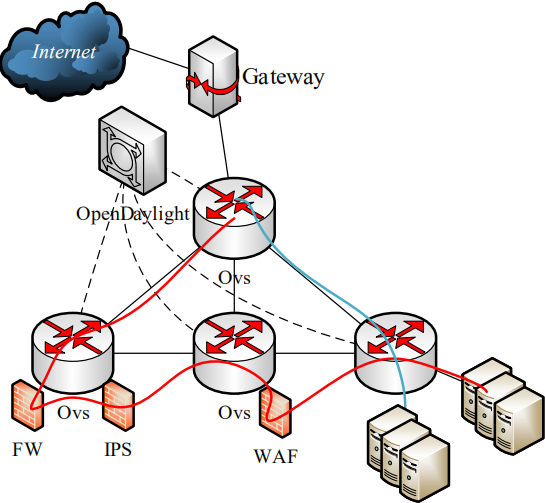 Internet
Gateway
OpenDaylight
Ovs
Ovs
Ovs
FW
IPS
WAF